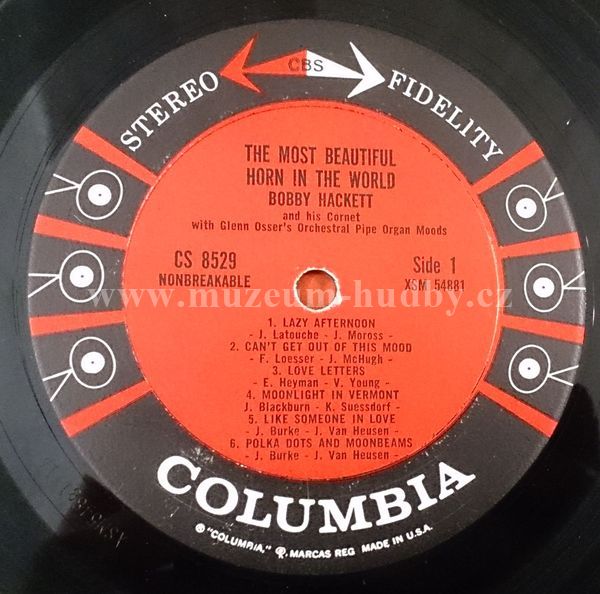 CBS
STEREO FIDELITY
THE MOST BEAUTIFUL
HORN IN THE WORLD
BOBBY HACKETT
and his Cornet
with Glenn Osser's Orchestral Pipe Organ Moods
CS 8529 Side 1
NONBREAKABLE XSM 54881
www.muzeum-hudby.cz
1. LAZY AFTERNOON
- J. Latouche - J. Moross -
2. CAN'T GET OUT OF THIS MOOD
- F. Loesser - J. McHugh -
3. LOVE LETTERS
- E. Heyman - V. Young -
4. MOONLIGHT IN VERMONT
J. Blackburn - K. Suessdorf -
5. LIKE SOMEONE IN LOVE
- J. Burke - J. Van Heusen -
6. POLKA DOTS AND MOONBEAMS
- J. Burke - J. Van Heusen -
COLUMBIA
® "COLUMBIA," ℗, MARCAS REG MADE IN U.S.A.